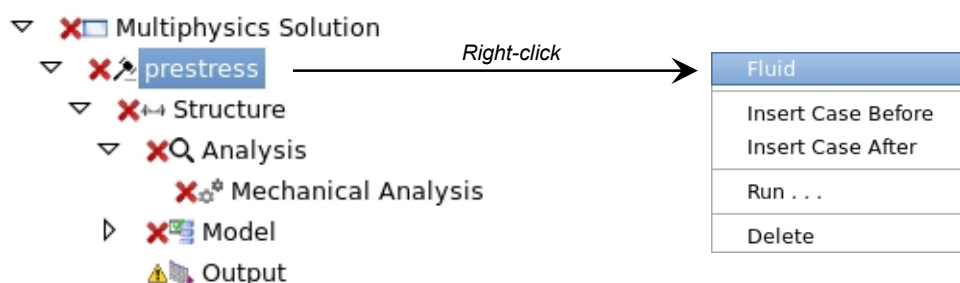 Multiphysics Solution
prestress
Right-click
Fluid
Structure
Insert Case Before
Analysis
Insert Case After
Mechanical Analysis
Run . . .
Model
Delete
Output